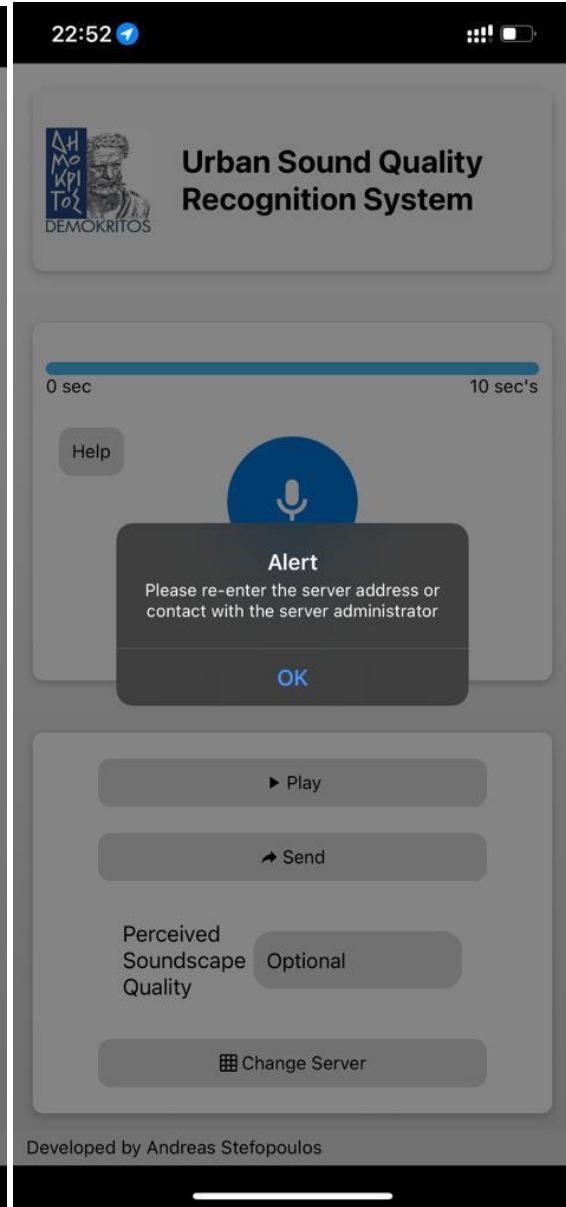 22:52
ΔΗ
ΜΟ
ΚΡΙ
ΤΟΣ
DEMOKRITOS
Urban Sound Quality
Recognition System
0 sec
10 sec's
Help
Alert
Please re-enter the server address or
contact with the server administrator
OK
Play
Send
Perceived
Soundscape
Quality
Optional
Change Server
Developed by Andreas Stefopoulos